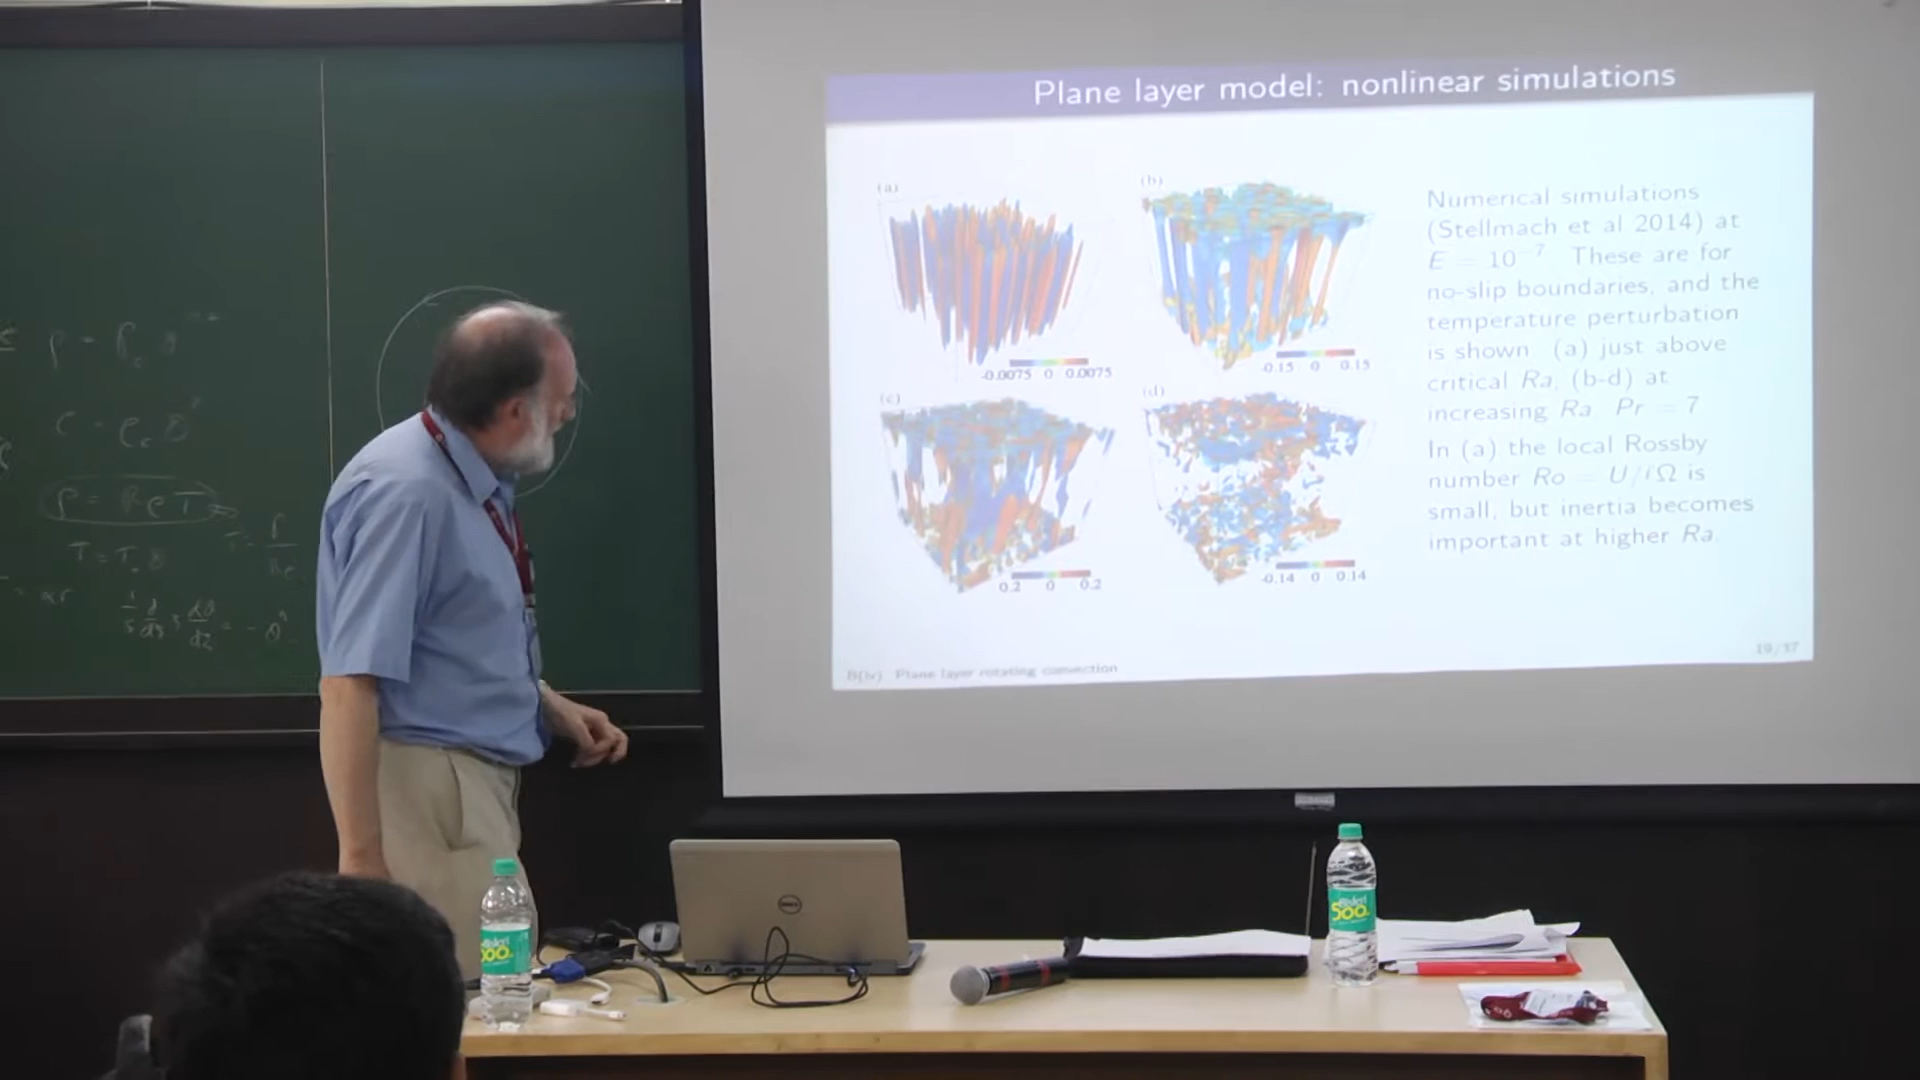 Plane layer model: nonlinear simulations
(a)
(b)
-0.0075 0 0.0075
-0.15 0 0.15
(c)
(d)
0.2 0 0.2
-0.14 0 0.14
Numerical simulations
(Stellmach et al 2014) at
E = 10⁻⁷ These are for
no-slip boundaries, and the
temperature perturbation
is shown (a) just above
critical Ra, (b-d) at
increasing Ra Pr = 7
In (a) the local Rossby
number Ro = U/ℓΩ is
small, but inertia becomes
important at higher Ra.
19/37
B(iv) Plane layer rotating convection
DELL
Bisleri
500